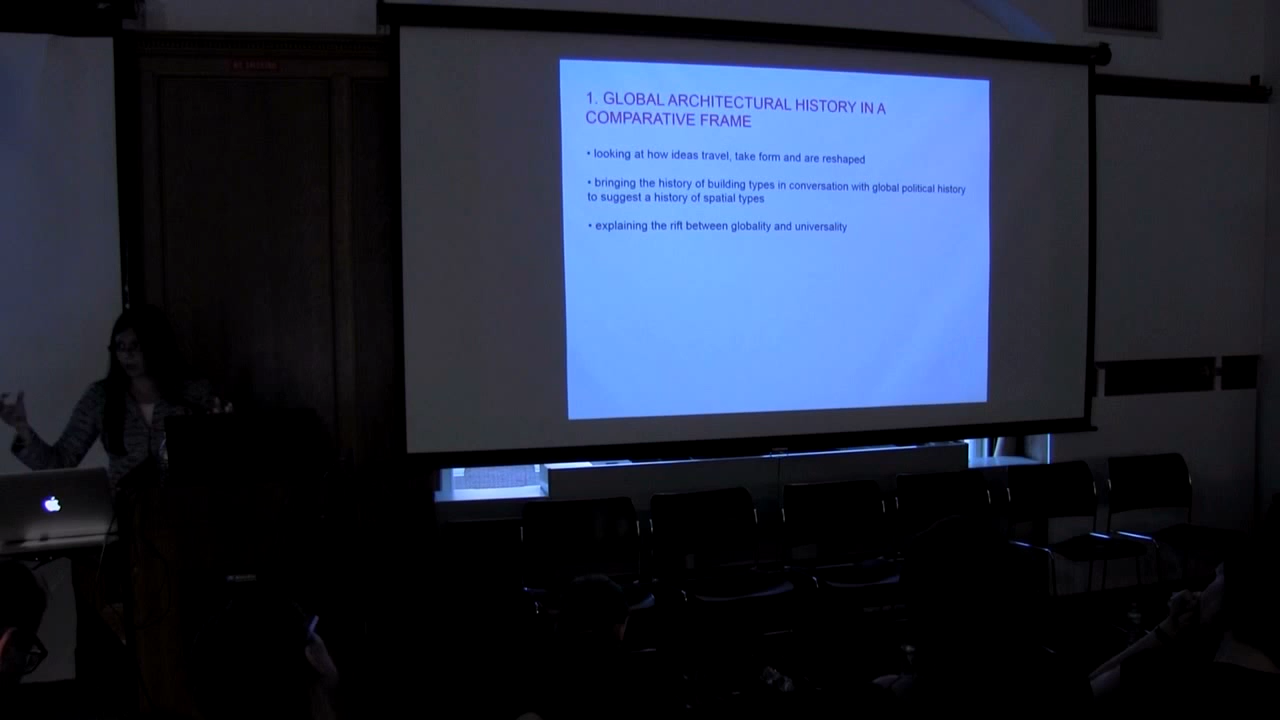 NO SMOKING
1. GLOBAL ARCHITECTURAL HISTORY IN A
COMPARATIVE FRAME
• looking at how ideas travel, take form and are reshaped
• bringing the history of building types in conversation with global political history
to suggest a history of spatial types
• explaining the rift between globality and universality